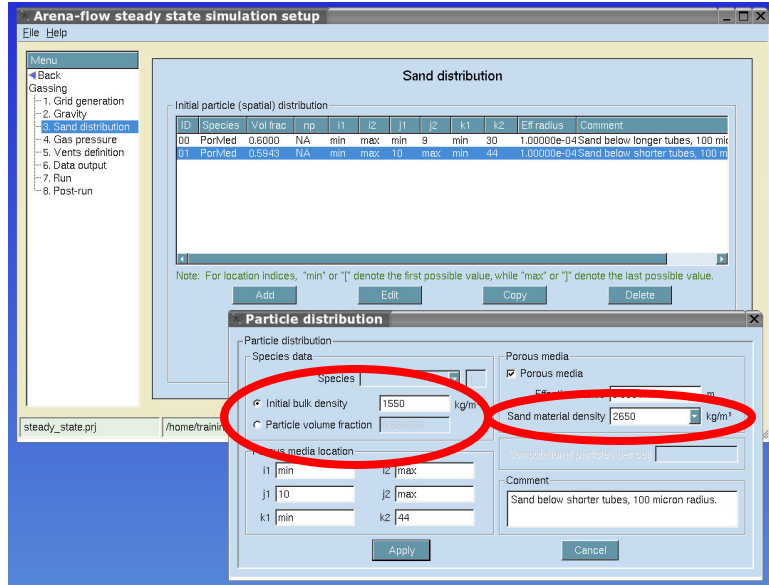 Arena-flow steady state simulation setup
File Help
Menu
Back
Gassing
1. Grid generation
2. Gravity
3. Sand distribution
4. Gas pressure
5. Vents definition
6. Data output
7. Run
8. Post-run
Sand distribution
Initial particle (spatial) distribution
ID Species Vol frac np i1 i2 j1 j2 k1 k2 Eff radius Comment
00 PorMed 0.6000 NA min max min 9 min 30 1.00000e-04 Sand below longer tubes, 100 mic
01 PorMed 0.5943 NA min max 10 max min 44 1.00000e-04 Sand below shorter tubes, 100 m
Note: For location indices, "min" or "[" denote the first possible value, while "max" or "]" denote the last possible value.
Add Edit Copy Delete
Particle distribution
Particle distribution
Species data
Species
Initial bulk density 1550 kg/m
Particle volume fraction
Porous media
Porous media
m
Sand material density 2650 kg/m³
media location
i1 min i2 max
j1 10 j2 max
k1 min k2 44
Computational particles per cell
Comment
Sand below shorter tubes, 100 micron radius.
Apply Cancel
steady_state.prj /home/trainin